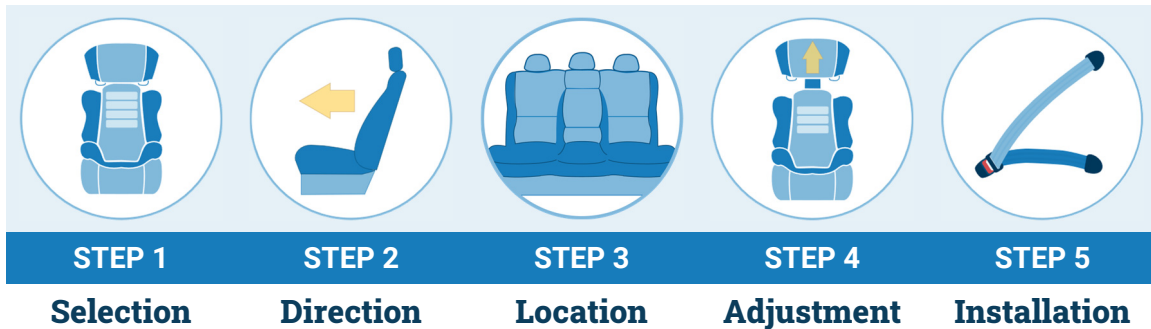 STEP 1 STEP 2 STEP 3 STEP 4 STEP 5
Selection Direction Location Adjustment Installation